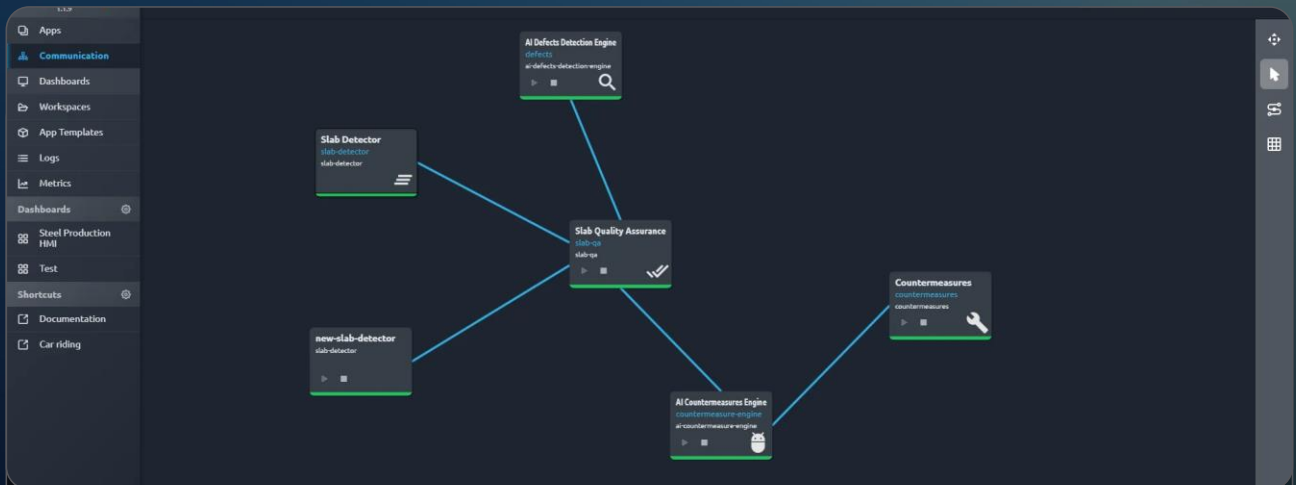 Apps
Communication
Dashboards
Workspaces
App Templates
Logs
Metrics
Dashboards
Steel Production
HMI
Test
Shortcuts
Documentation
Car riding
AI Defects Detection Engine
defects
ai-defects-detection-engine
Slab Detector
slab-detector
slab-detector
Slab Quality Assurance
slab-qa
slab-qa
Countermeasures
countermeasures
countermeasures
new-slab-detector
slab-detector
AI Countermeasures Engine
countermeasure-engine
ai-countermeasure-engine